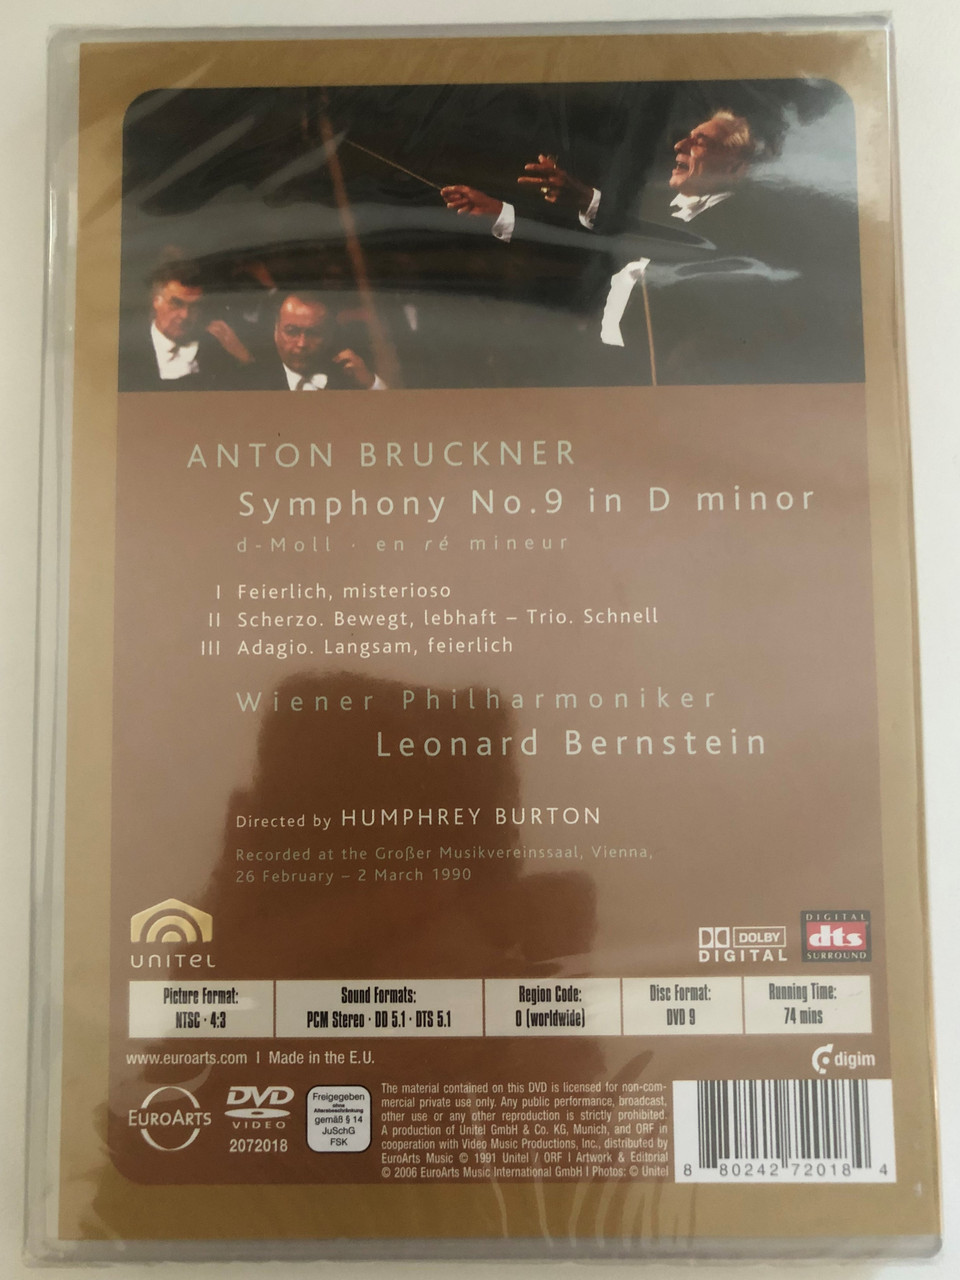 ANTON BRUCKNER
Symphony No.9 in D minor
d-Moll · en ré mineur
I Feierlich, misterioso
II Scherzo. Bewegt, lebhaft – Trio. Schnell
III Adagio. Langsam, feierlich
Wiener Philharmoniker
Leonard Bernstein
Directed by HUMPHREY BURTON
Recorded at the Großer Musikvereinssaal, Vienna,
26 February – 2 March 1990
UNITEL
DOLBY
DIGITAL
DIGITAL
dts
SURROUND
Picture Format:
NTSC · 4:3
Sound Formats:
PCM Stereo · DD 5.1 · DTS 5.1
Region Code:
0 (worldwide)
Disc Format:
DVD 9
Running Time:
74 mins
www.euroarts.com I Made in the E.U.
digim
EUROARTS
DVD
VIDEO
2072018
Freigegeben
ohne
Altersbeschränkung
gemäß § 14
JuSchG
FSK
The material contained on this DVD is licensed for non-com-
mercial private use only. Any public performance, broadcast,
other use or any other reproduction is strictly prohibited.
A production of Unitel GmbH & Co. KG, Munich, and ORF in
cooperation with Video Music Productions, Inc., distributed by
EuroArts Music © 1991 Unitel / ORF I Artwork & Editorial
© 2006 EuroArts Music International GmbH I Photos: © Unitel
8 80242 72018 4